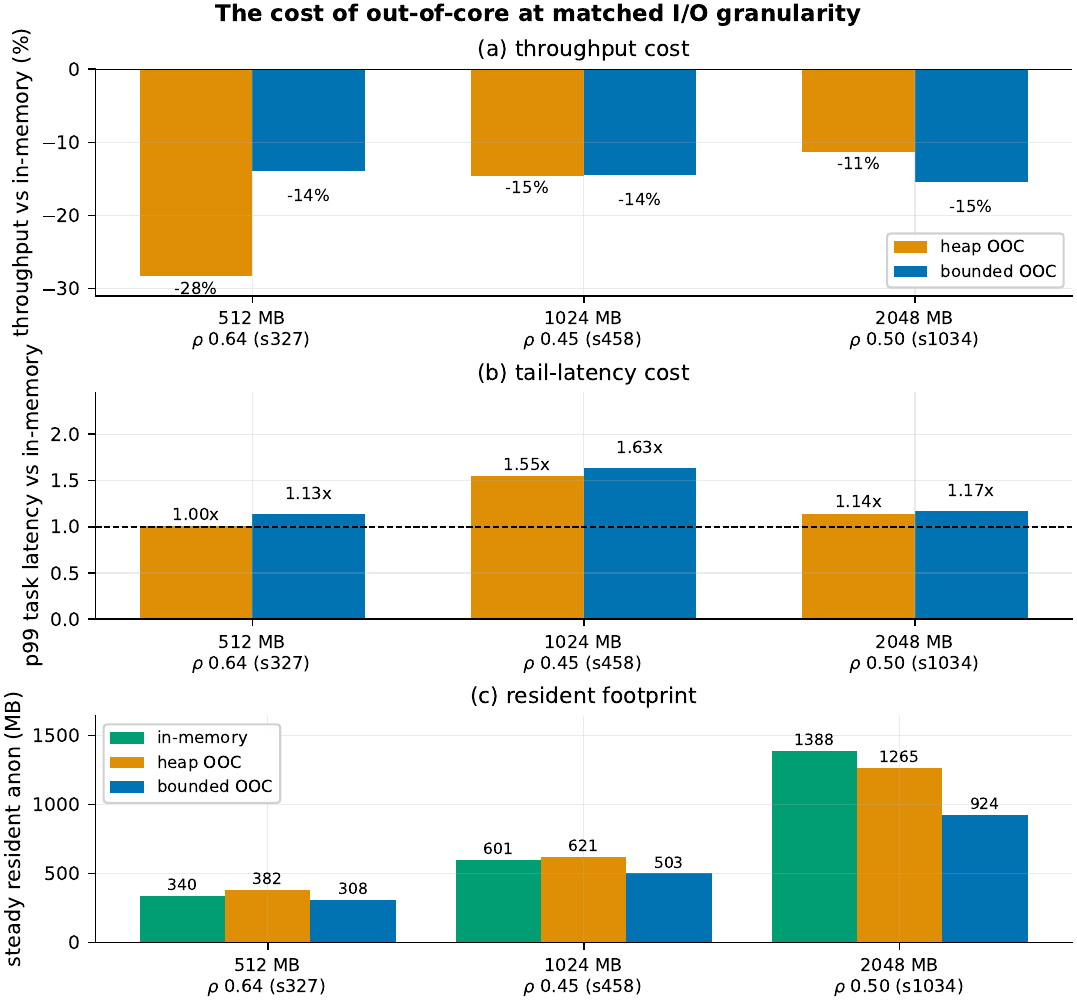 The cost of out-of-core at matched I/O granularity
(a) throughput cost
throughput vs in-memory (%)
0
−10
−20
−30
-28%
-14%
-15%
-14%
-11%
-15%
heap OOC
bounded OOC
512 MB
ρ 0.64 (s327)
1024 MB
ρ 0.45 (s458)
2048 MB
ρ 0.50 (s1034)
(b) tail-latency cost
p99 task latency vs in-memory
2.0
1.5
1.0
0.5
0.0
1.00x
1.13x
1.55x
1.63x
1.14x
1.17x
512 MB
ρ 0.64 (s327)
1024 MB
ρ 0.45 (s458)
2048 MB
ρ 0.50 (s1034)
(c) resident footprint
steady resident anon (MB)
1500
1000
500
0
in-memory
heap OOC
bounded OOC
340
382
308
601
621
503
1388
1265
924
512 MB
ρ 0.64 (s327)
1024 MB
ρ 0.45 (s458)
2048 MB
ρ 0.50 (s1034)